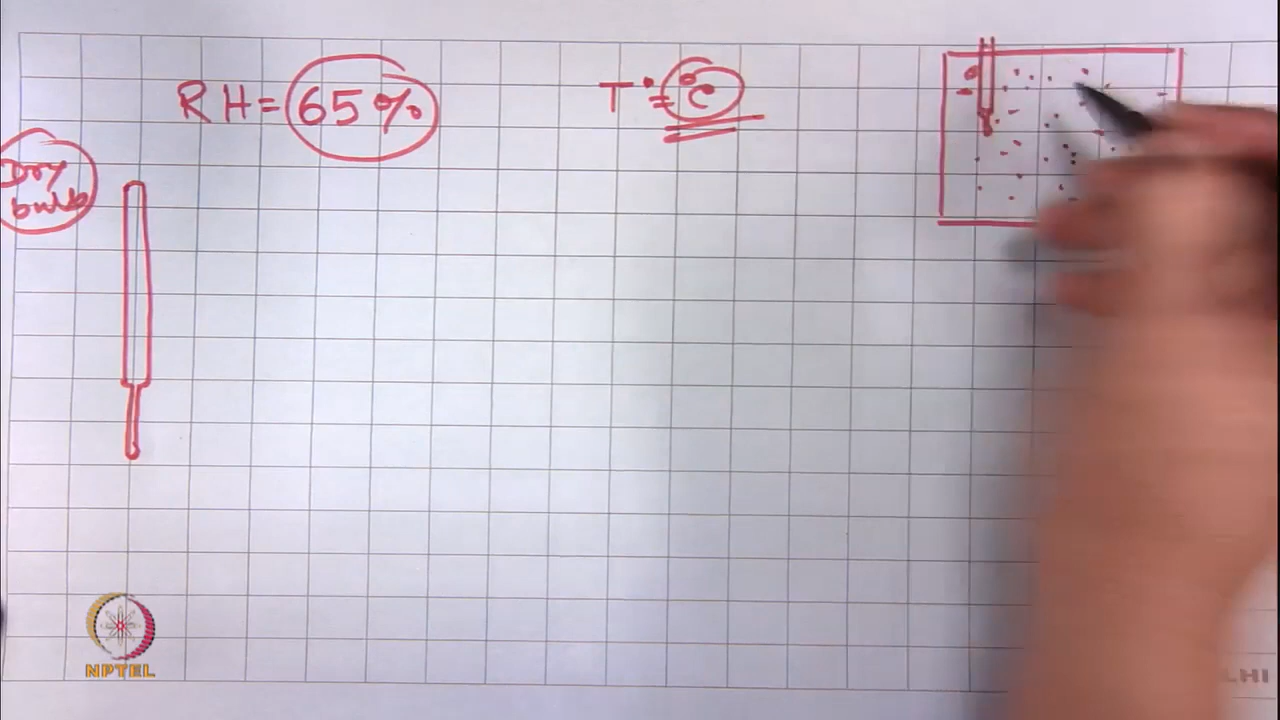 RH = 65%
T° = °C
Dry
bulb
NPTEL